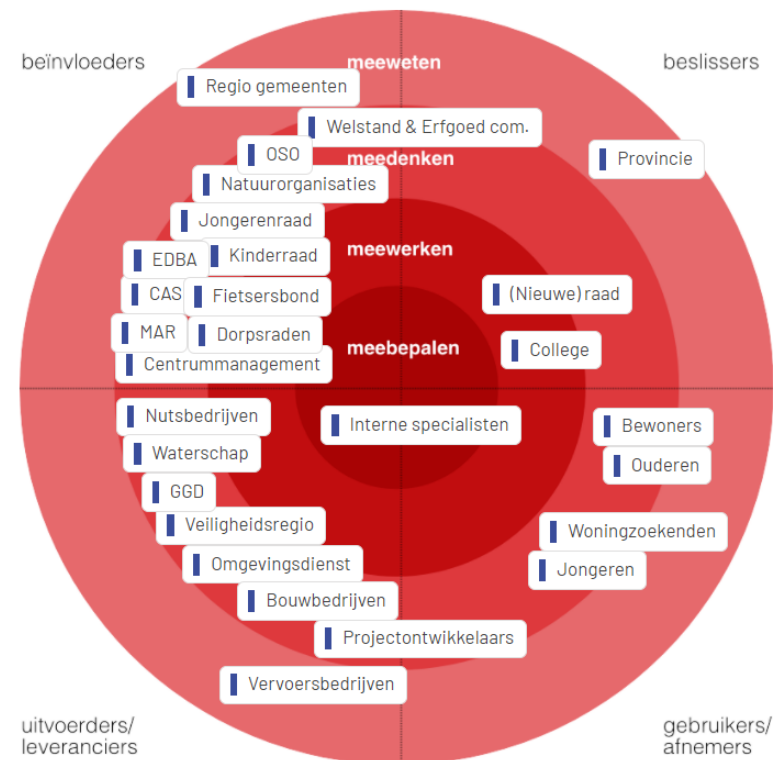 beïnvloeders
meeweten
beslissers
Regio gemeenten
Welstand & Erfgoed com.
OSO
meedenken
Provincie
Natuurorganisaties
Jongerenraad
EDBA
Kinderraad
meewerken
CAS
Fietsersbond
(Nieuwe) raad
MAR
Dorpsraden
meebepalen
College
Centrummanagement
Nutsbedrijven
Interne specialisten
Bewoners
Waterschap
Ouderen
GGD
Veiligheidsregio
Woningzoekenden
Omgevingsdienst
Jongeren
Bouwbedrijven
Projectontwikkelaars
Vervoersbedrijven
uitvoerders/
leveranciers
gebruikers/
afnemers